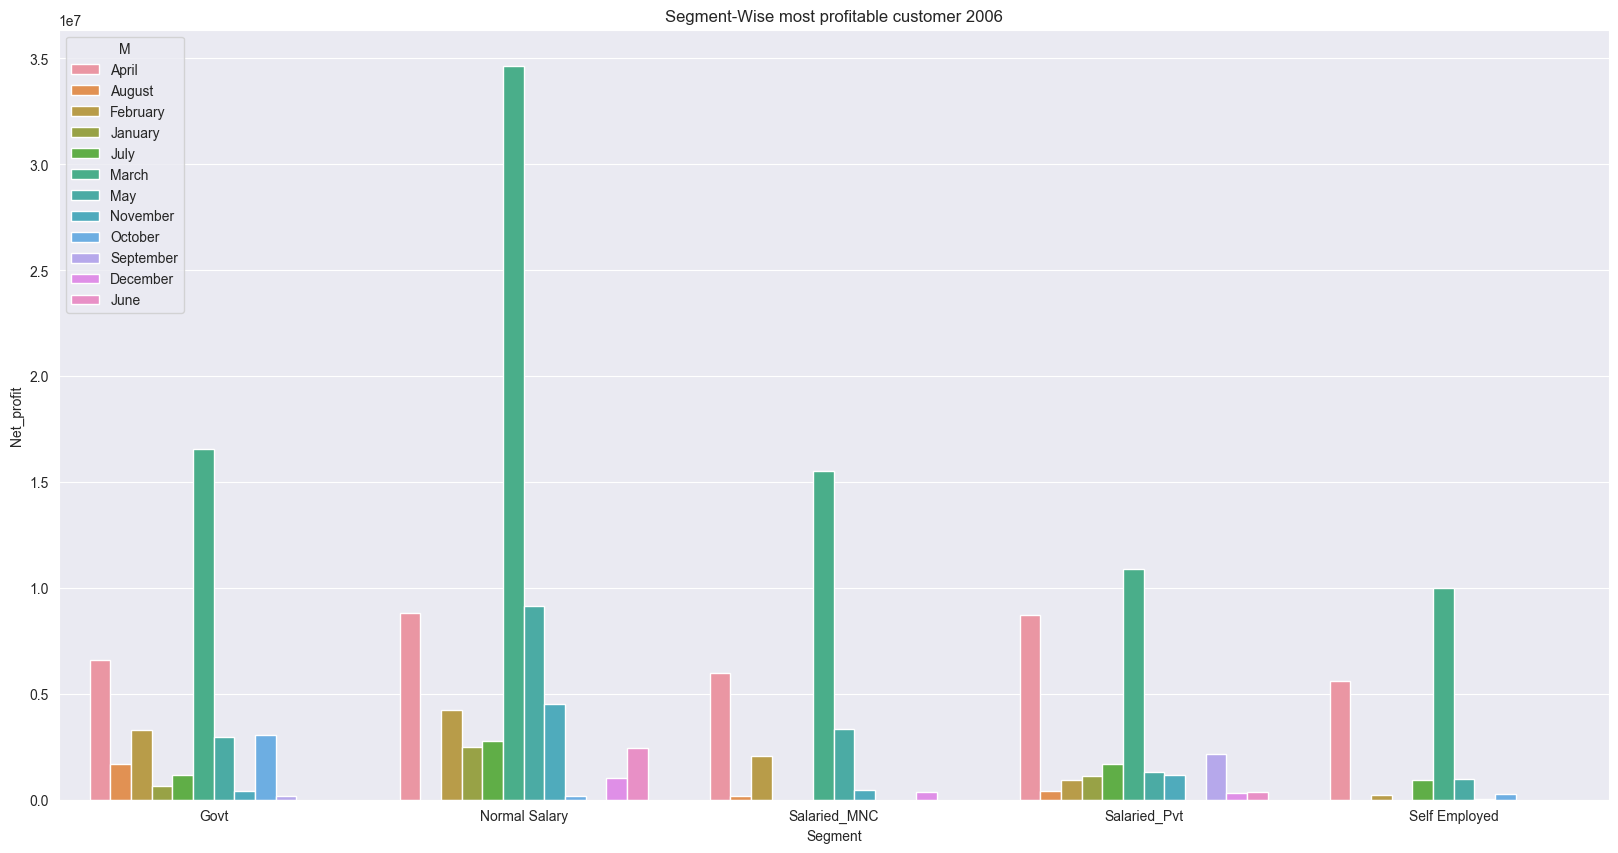 Segment-Wise most profitable customer 2006
1e7
3.5
3.0
2.5
2.0
1.5
1.0
0.5
0.0
Net_profit
M
April
August
February
January
July
March
May
November
October
September
December
June
Govt
Normal Salary
Salaried_MNC
Salaried_Pvt
Self Employed
Segment